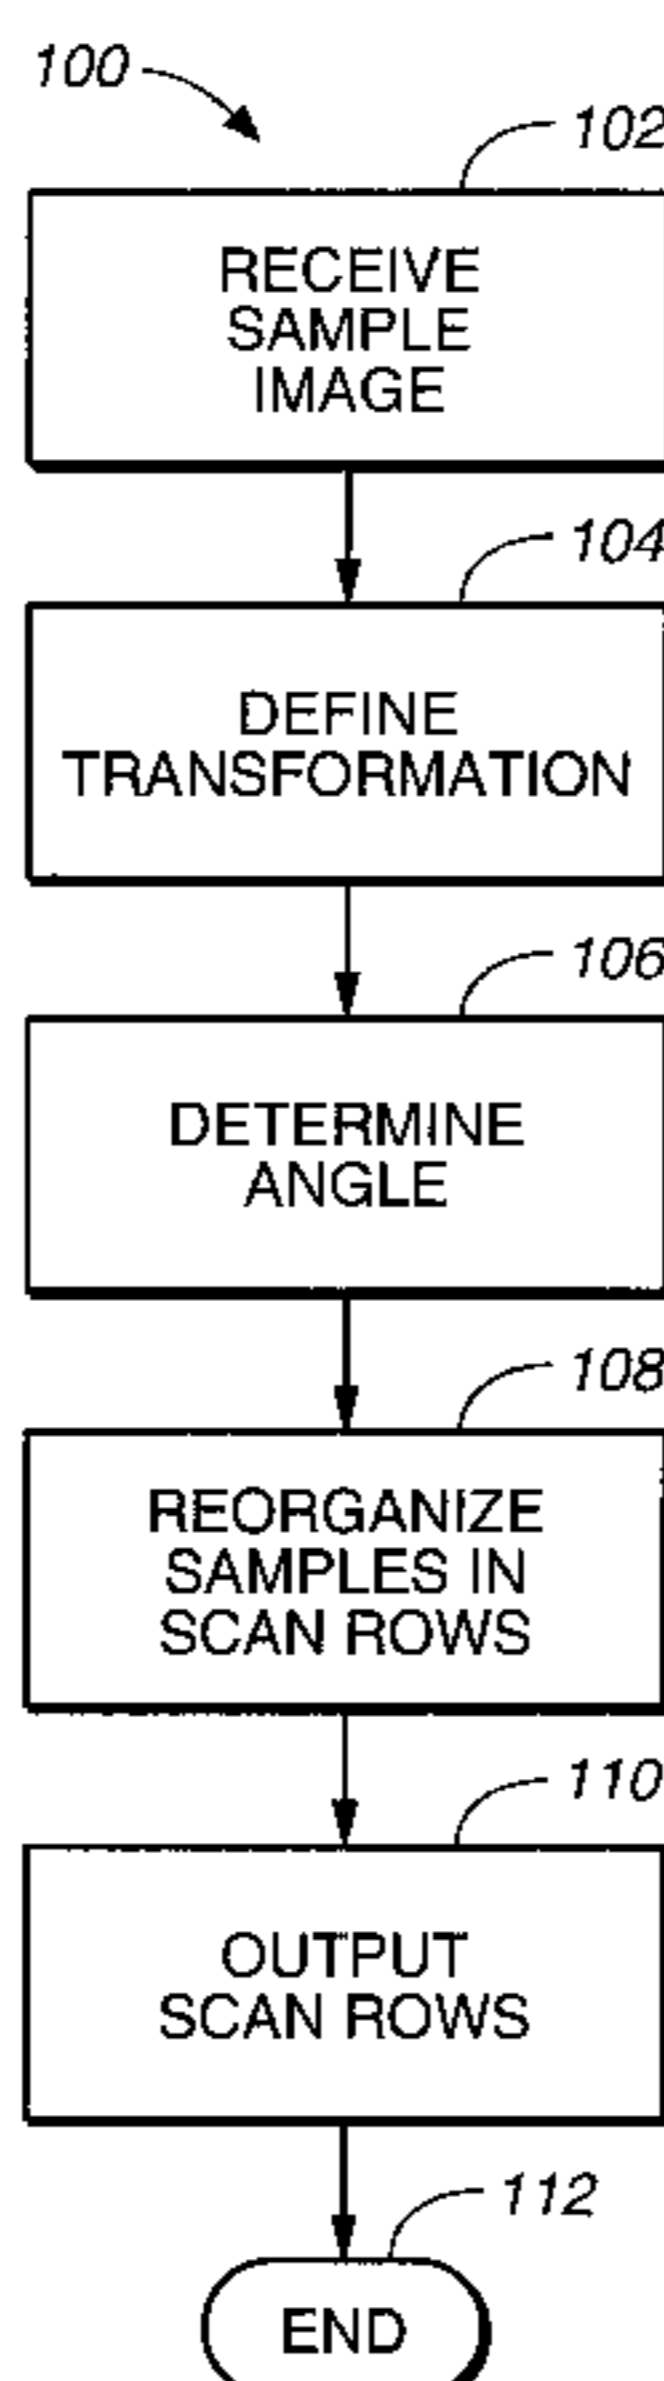 100
102
RECEIVE
SAMPLE
IMAGE
104
DEFINE
TRANSFORMATION
106
DETERMINE
ANGLE
108
REORGANIZE
SAMPLES IN
SCAN ROWS
110
OUTPUT
SCAN ROWS
112
END